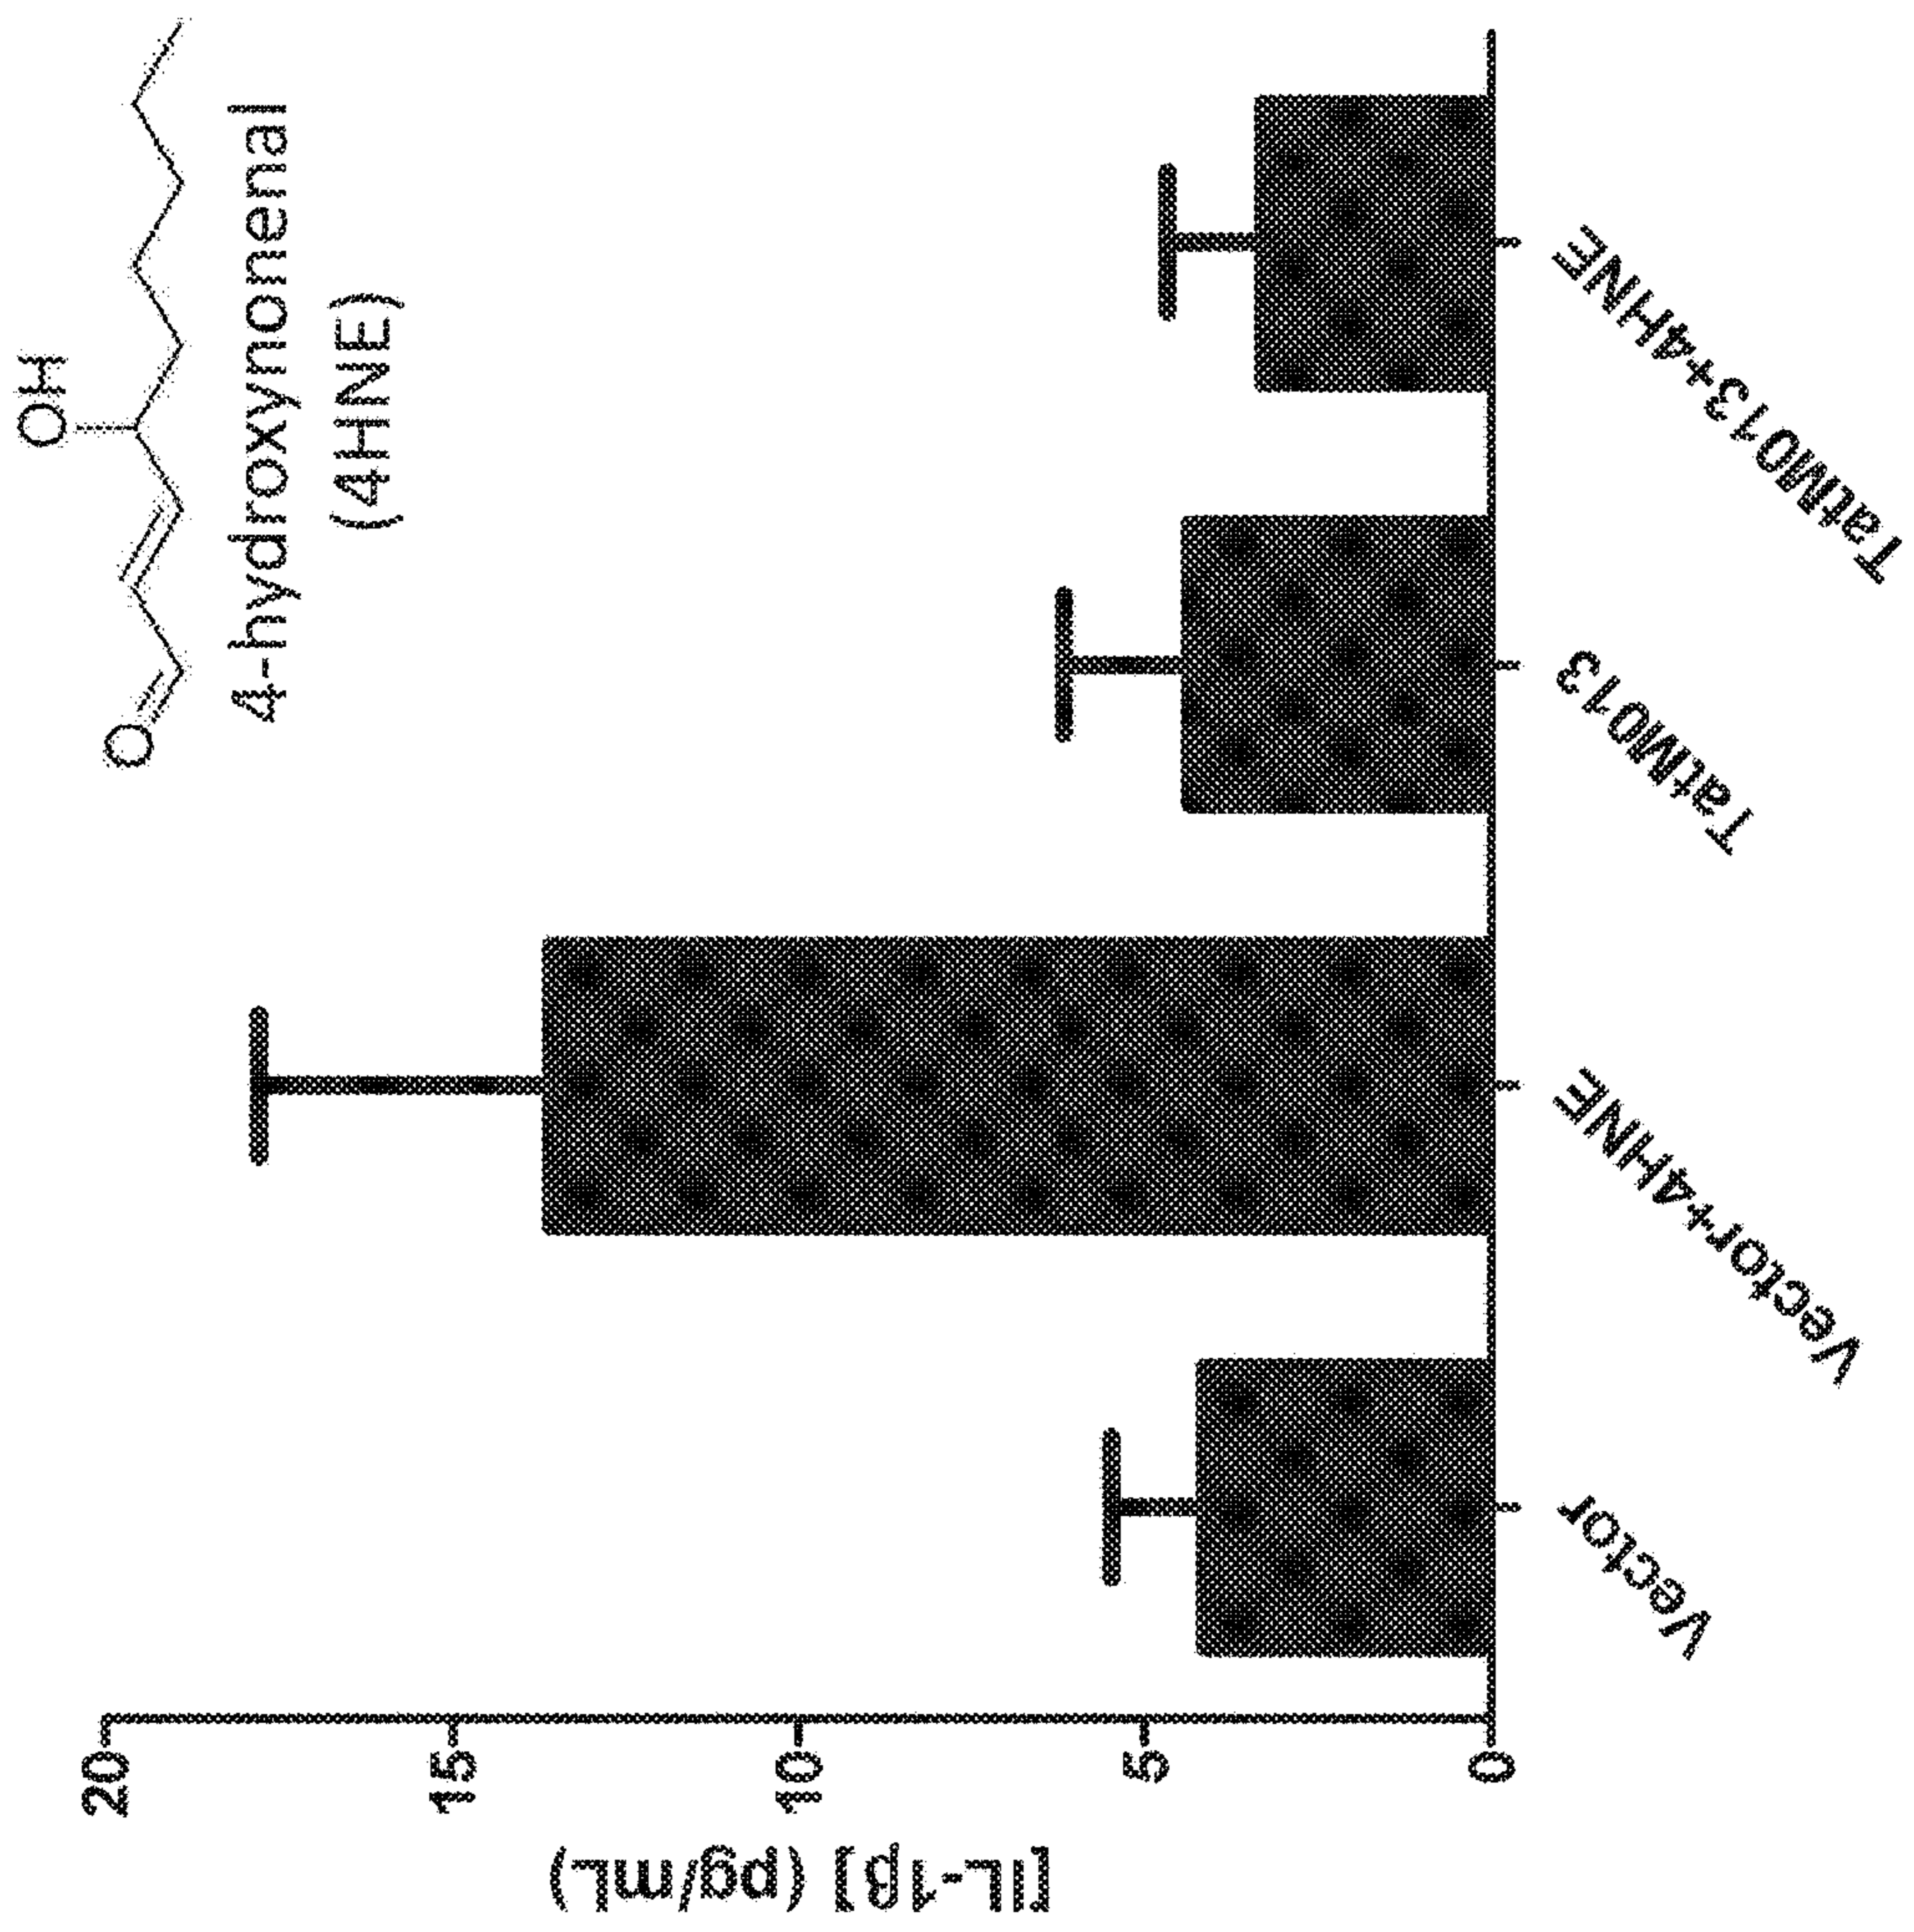 OH
O
4-hydroxynonenal
(4HNE)
[IL-1β] (pg/mL)
20
15
10
5
0
Vector
Vector+4HNE
TatM013
TatM013+4HNE